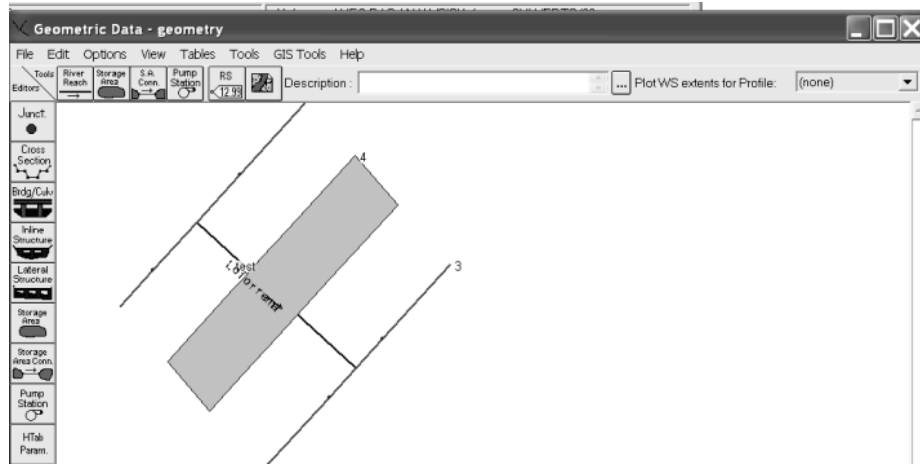 Geometric Data - geometry
File Edit Options View Tables Tools GIS Tools Help
Tools
Editors
River
Reach
Storage
Area
S.A.
Conn.
Pump
Station
RS
12.99
Description :
...
Plot WS extents for Profile:
(none)
Junct.
Cross
Section
Brdg/Culv
Inline
Structure
Lateral
Structure
Storage
Area
Storage
Area Conn.
Pump
Station
HTab
Param.
4
test
3